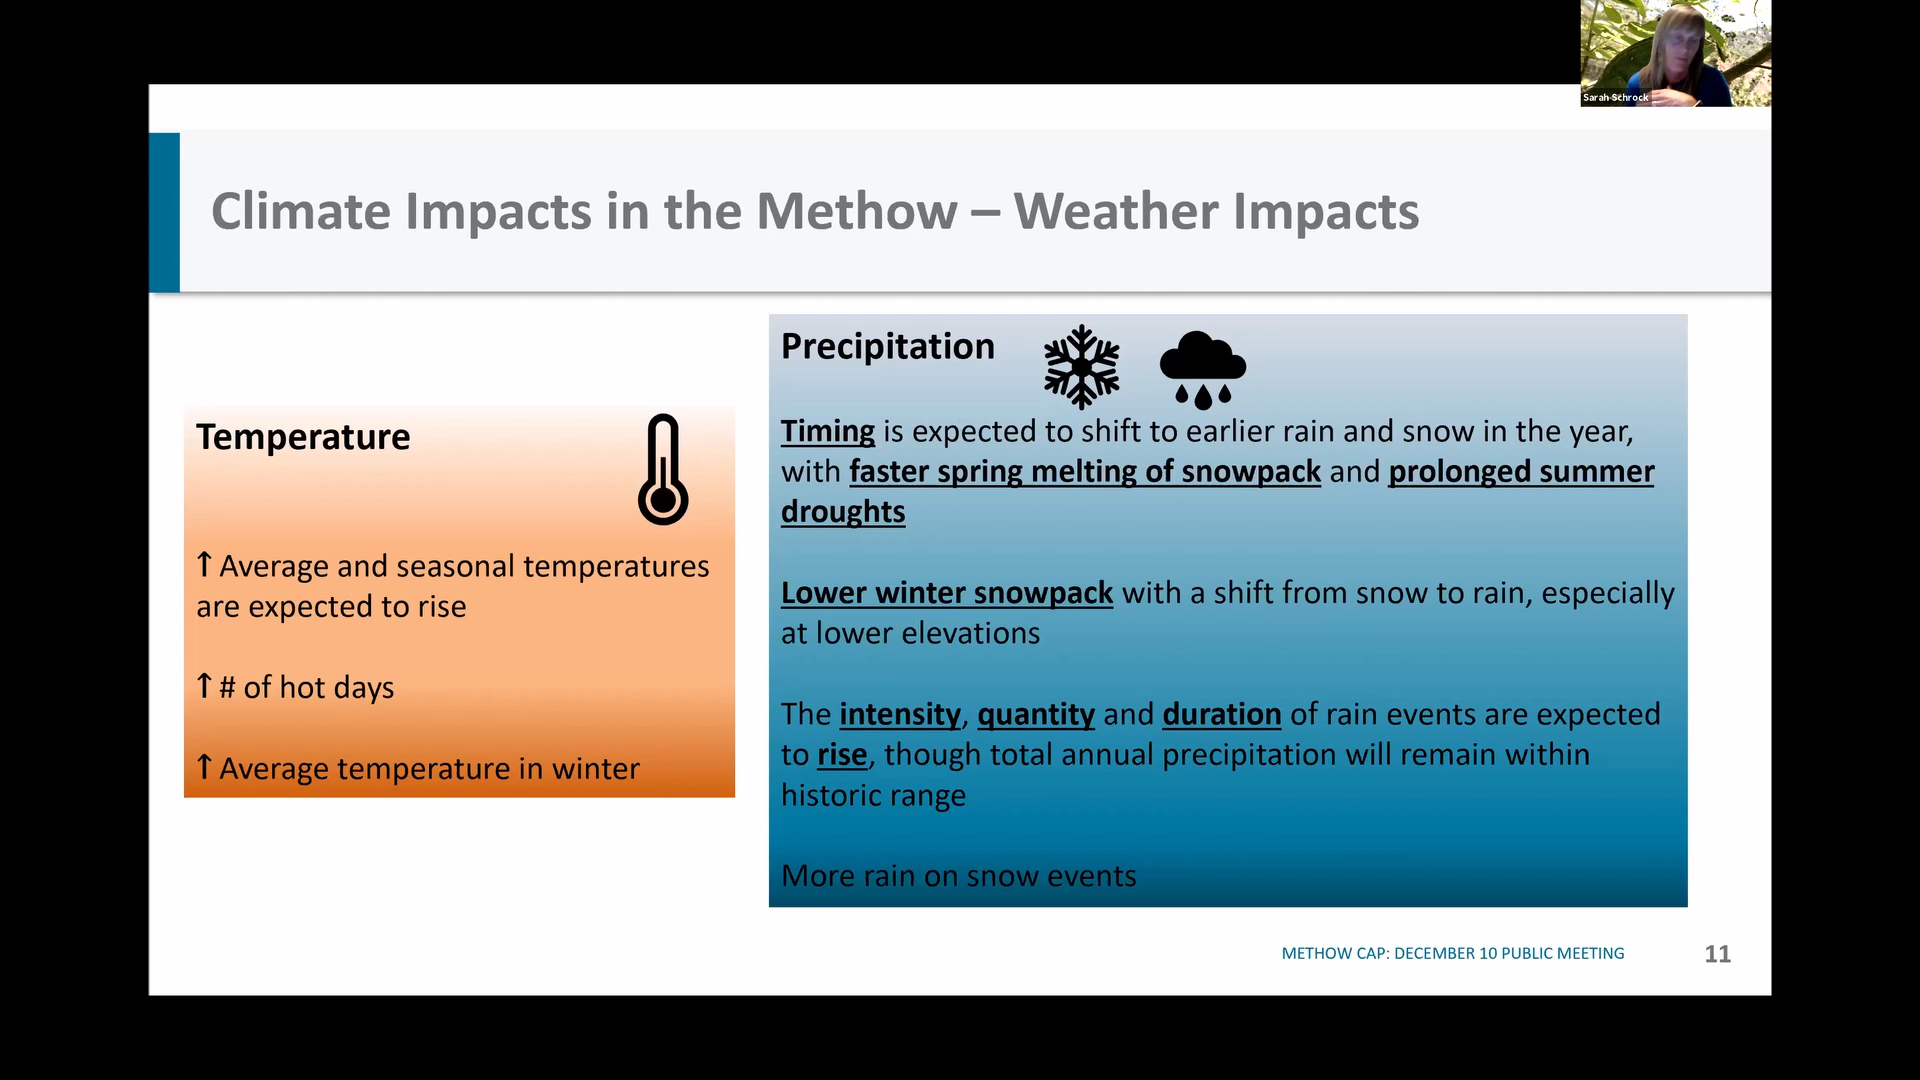 Sarah Schrock
Climate Impacts in the Methow – Weather Impacts
Temperature
↑ Average and seasonal temperatures
are expected to rise
↑ # of hot days
↑ Average temperature in winter
Precipitation
Timing is expected to shift to earlier rain and snow in the year,
with faster spring melting of snowpack and prolonged summer
droughts
Lower winter snowpack with a shift from snow to rain, especially
at lower elevations
The intensity, quantity and duration of rain events are expected
to rise, though total annual precipitation will remain within
historic range
More rain on snow events
METHOW CAP: DECEMBER 10 PUBLIC MEETING
11